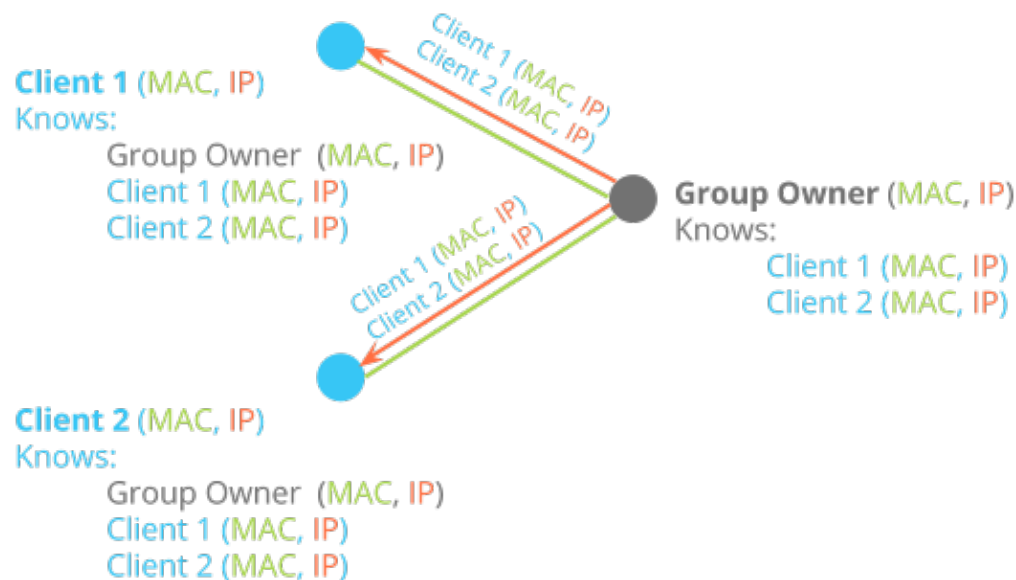 Client 1 (MAC, IP)
Client 2 (MAC, IP)
Client 1 (MAC, IP)
Knows:
Group Owner (MAC, IP)
Client 1 (MAC, IP)
Client 2 (MAC, IP)
Group Owner (MAC, IP)
Knows:
Client 1 (MAC, IP)
Client 2 (MAC, IP)
Client 1 (MAC, IP)
Client 2 (MAC, IP)
Client 2 (MAC, IP)
Knows:
Group Owner (MAC, IP)
Client 1 (MAC, IP)
Client 2 (MAC, IP)